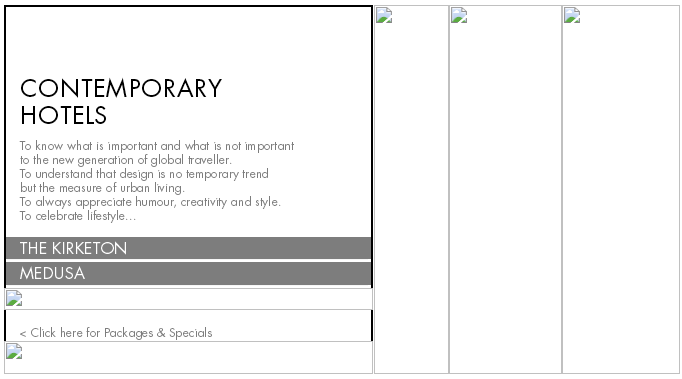 CONTEMPORARY
HOTELS
To know what is important and what is not important
to the new generation of global traveller.
To understand that design is no temporary trend
but the measure of urban living.
To always appreciate humour, creativity and style.
To celebrate lifestyle...
THE KIRKETON
MEDUSA
< Click here for Packages & Specials